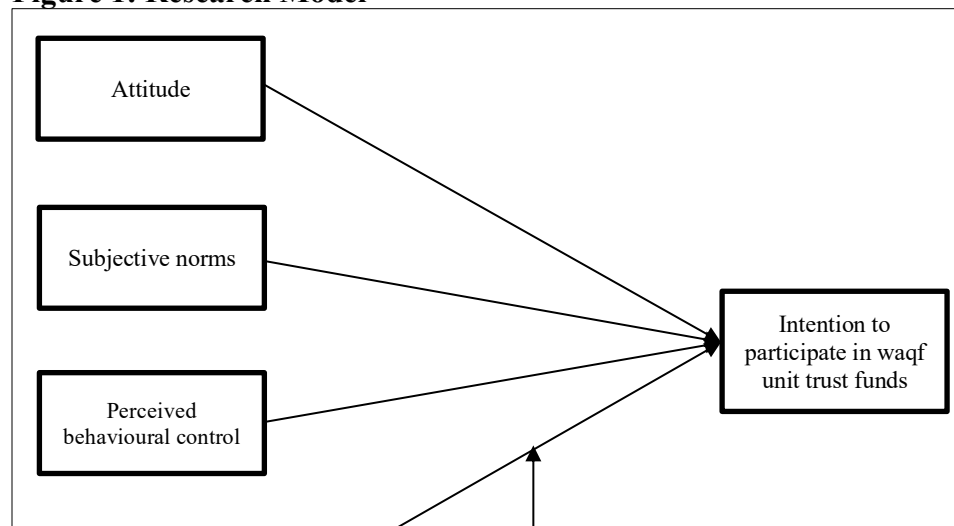 Figure 1: Research Model
Attitude
Subjective norms
Perceived
behavioural control
Intention to
participate in waqf
unit trust funds